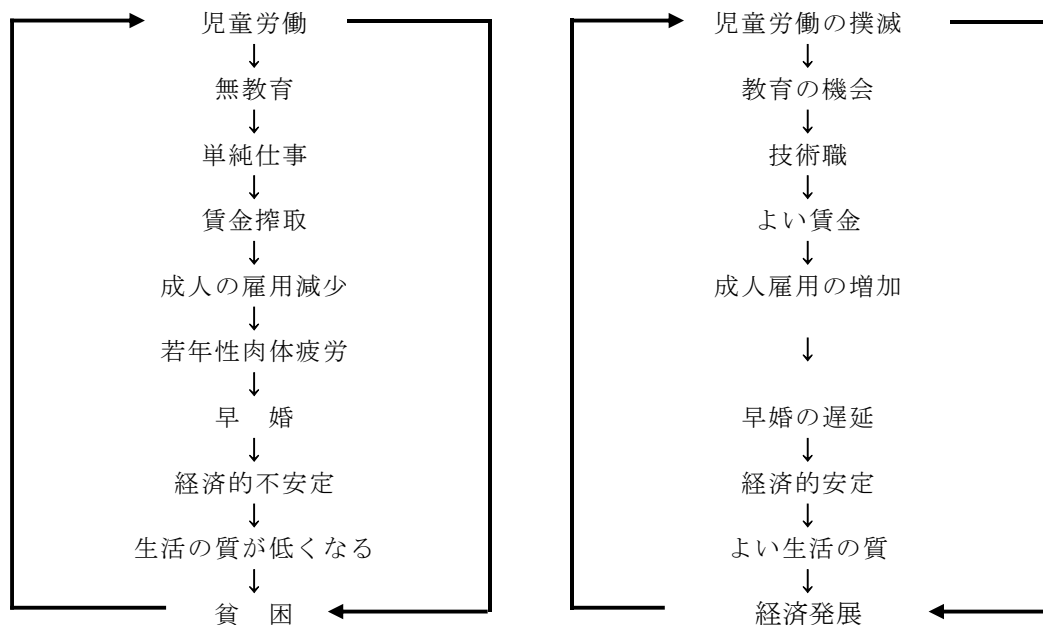 児童労働
↓
無教育
↓
単純仕事
↓
賃金搾取
↓
成人の雇用減少
↓
若年性肉体疲労
↓
早　婚
↓
経済的不安定
↓
生活の質が低くなる
↓
貧　困
児童労働の撲滅
↓
教育の機会
↓
技術職
↓
よい賃金
↓
成人雇用の増加
↓
早婚の遅延
↓
経済的安定
↓
よい生活の質
↓
経済発展